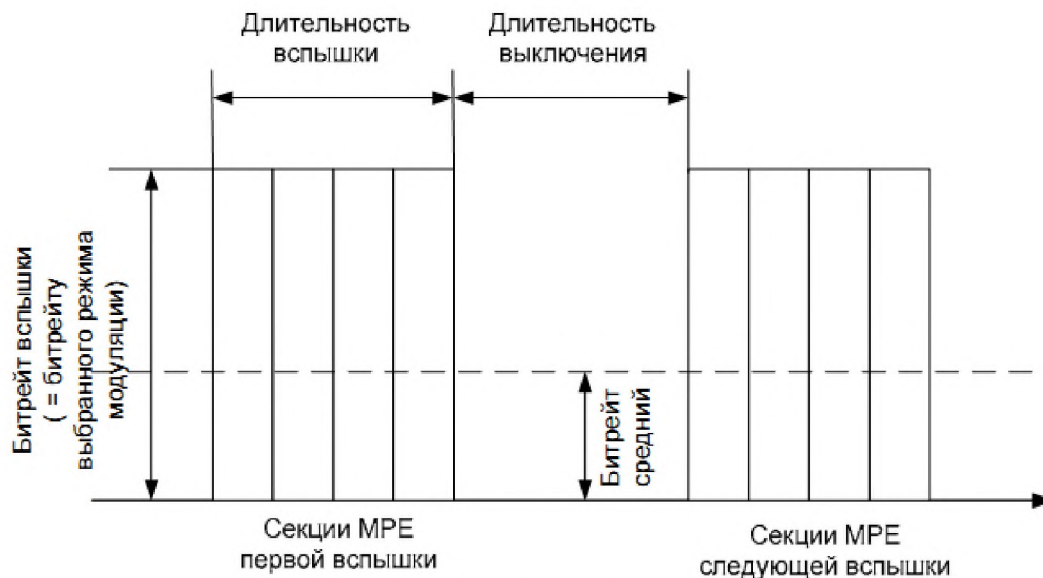 Длительность
вспышки
Длительность
выключения
Битрейт вспышки
( = битрейту
выбранного режима
модуляции)
Битрейт
средний
Секции MPE
первой вспышки
Секции MPE
следующей вспышки